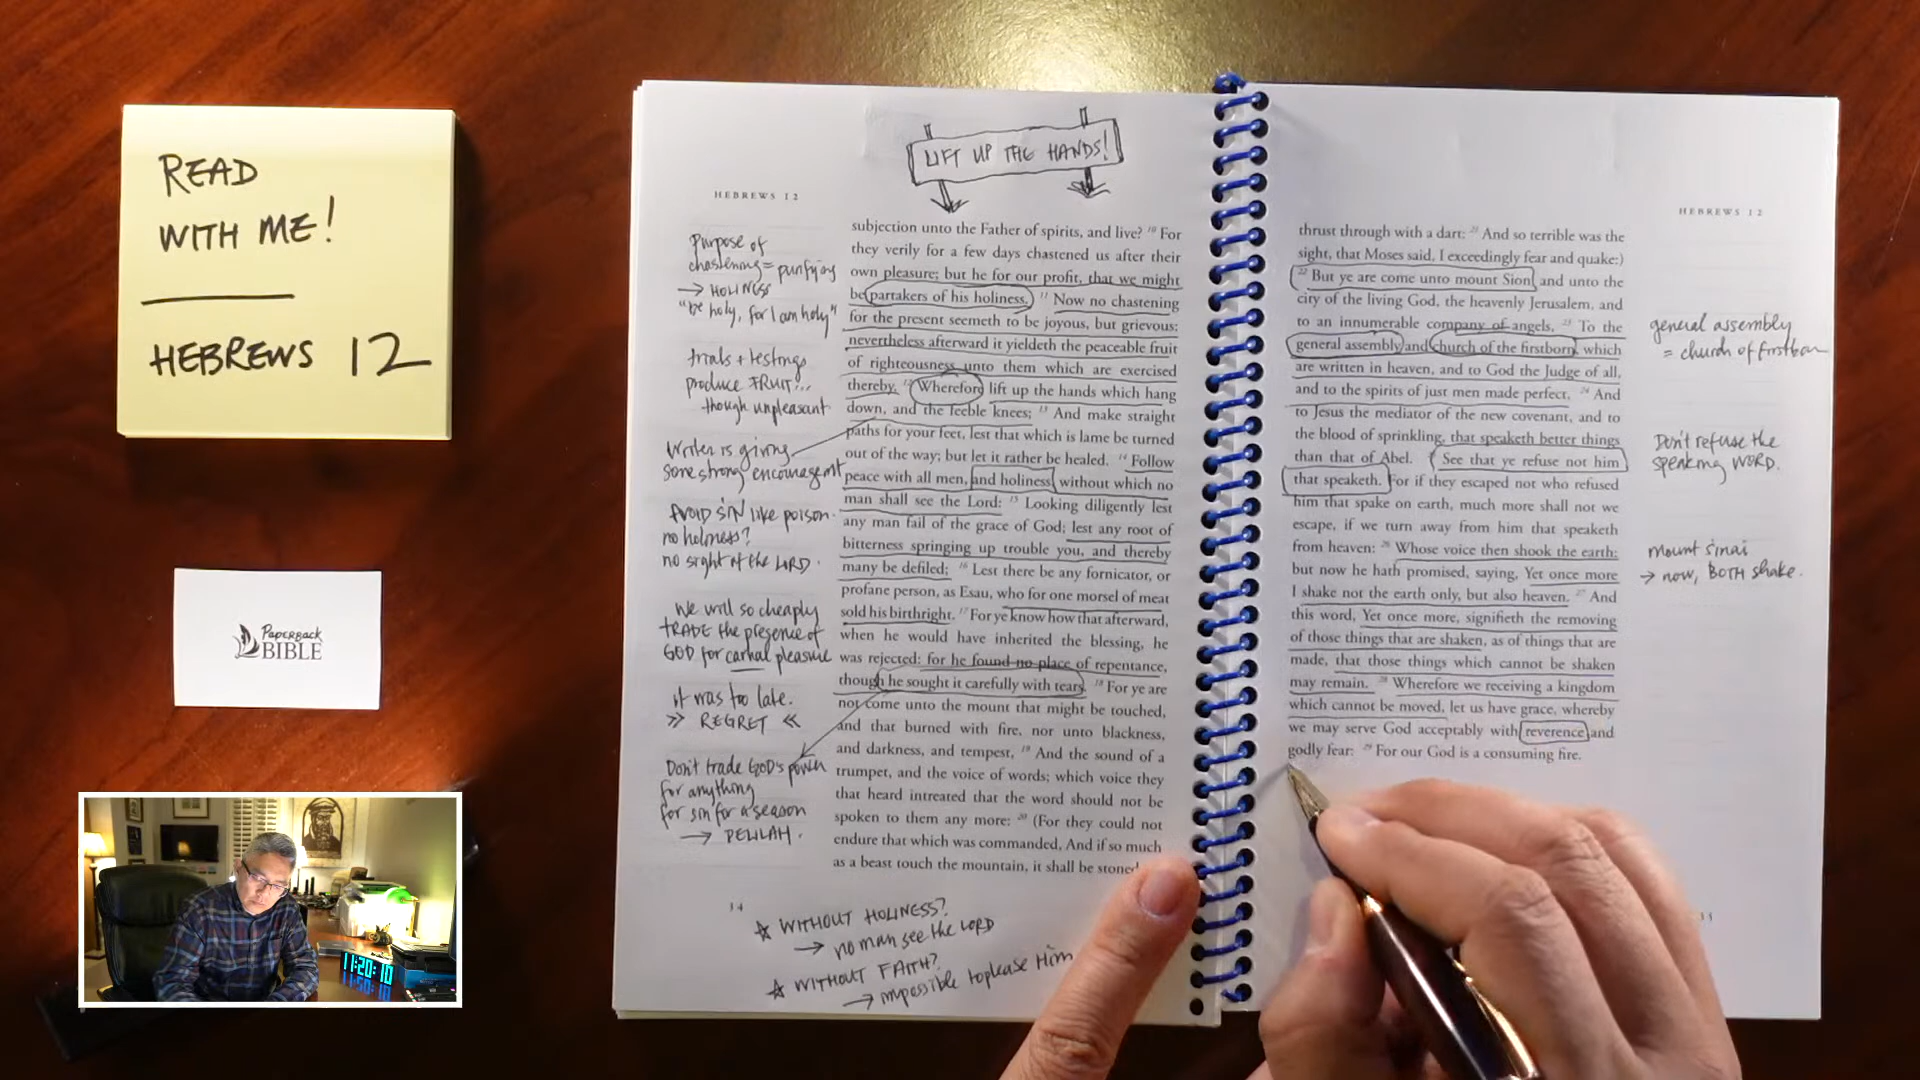 READ
WITH ME!
HEBREWS 12
Paperback
BIBLE
11:20:10
LIFT UP THE HANDS!
HEBREWS 12
Purpose of
chastening = purifying
→ HOLINESS
"be holy, for I am holy"
trials + testings
produce FRUIT!...
though unpleasant
Writer is giving
some strong encouragement
AVOID SIN like poison.
no holiness?
no sight of the LORD.
We will so cheaply
TRADE the presence of
GOD for carnal pleasure
it was too late.
>> REGRET <<
Don't trade GOD's power
for anything
for sin for a season
→ DELILAH.
subjection unto the Father of spirits, and live? 10 For
they verily for a few days chastened us after their
own pleasure; but he for our profit, that we might
be partakers of his holiness. 11 Now no chastening
for the present seemeth to be joyous, but grievous:
nevertheless afterward it yieldeth the peaceable fruit
of righteousness unto them which are exercised
thereby. 12 Wherefore lift up the hands which hang
down, and the feeble knees; 13 And make straight
paths for your feet, lest that which is lame be turned
out of the way; but let it rather be healed. 14 Follow
peace with all men, and holiness, without which no
man shall see the Lord: 15 Looking diligently lest
any man fail of the grace of God; lest any root of
bitterness springing up trouble you, and thereby
many be defiled; 16 Lest there be any fornicator, or
profane person, as Esau, who for one morsel of meat
sold his birthright. 17 For ye know how that afterward,
when he would have inherited the blessing, he
was rejected: for he found no place of repentance,
though he sought it carefully with tears. 18 For ye are
not come unto the mount that might be touched,
and that burned with fire, nor unto blackness,
and darkness, and tempest, 19 And the sound of a
trumpet, and the voice of words; which voice they
that heard intreated that the word should not be
spoken to them any more: 20 (For they could not
endure that which was commanded, And if so much
as a beast touch the mountain, it shall be stoned
34
☆ WITHOUT HOLINESS?
→ no man see the LORD
☆ WITHOUT FAITH?
→ impossible to please Him
HEBREWS 12
thrust through with a dart: 21 And so terrible was the
sight, that Moses said, I exceedingly fear and quake:)
22 But ye are come unto mount Sion, and unto the
city of the living God, the heavenly Jerusalem, and
to an innumerable company of angels, 23 To the
general assembly and church of the firstborn, which
are written in heaven, and to God the Judge of all,
and to the spirits of just men made perfect, 24 And
to Jesus the mediator of the new covenant, and to
the blood of sprinkling, that speaketh better things
than that of Abel. See that ye refuse not him
that speaketh. For if they escaped not who refused
him that spake on earth, much more shall not we
escape, if we turn away from him that speaketh
from heaven: 26 Whose voice then shook the earth:
but now he hath promised, saying, Yet once more
I shake not the earth only, but also heaven. 27 And
this word, Yet once more, signifieth the removing
of those things that are shaken, as of things that are
made, that those things which cannot be shaken
may remain. 28 Wherefore we receiving a kingdom
which cannot be moved, let us have grace, whereby
we may serve God acceptably with reverence and
godly fear: 29 For our God is a consuming fire.
general assembly
= church of firstborn
Don't refuse the
speaking WORD.
mount sinai
→ now, BOTH shake.